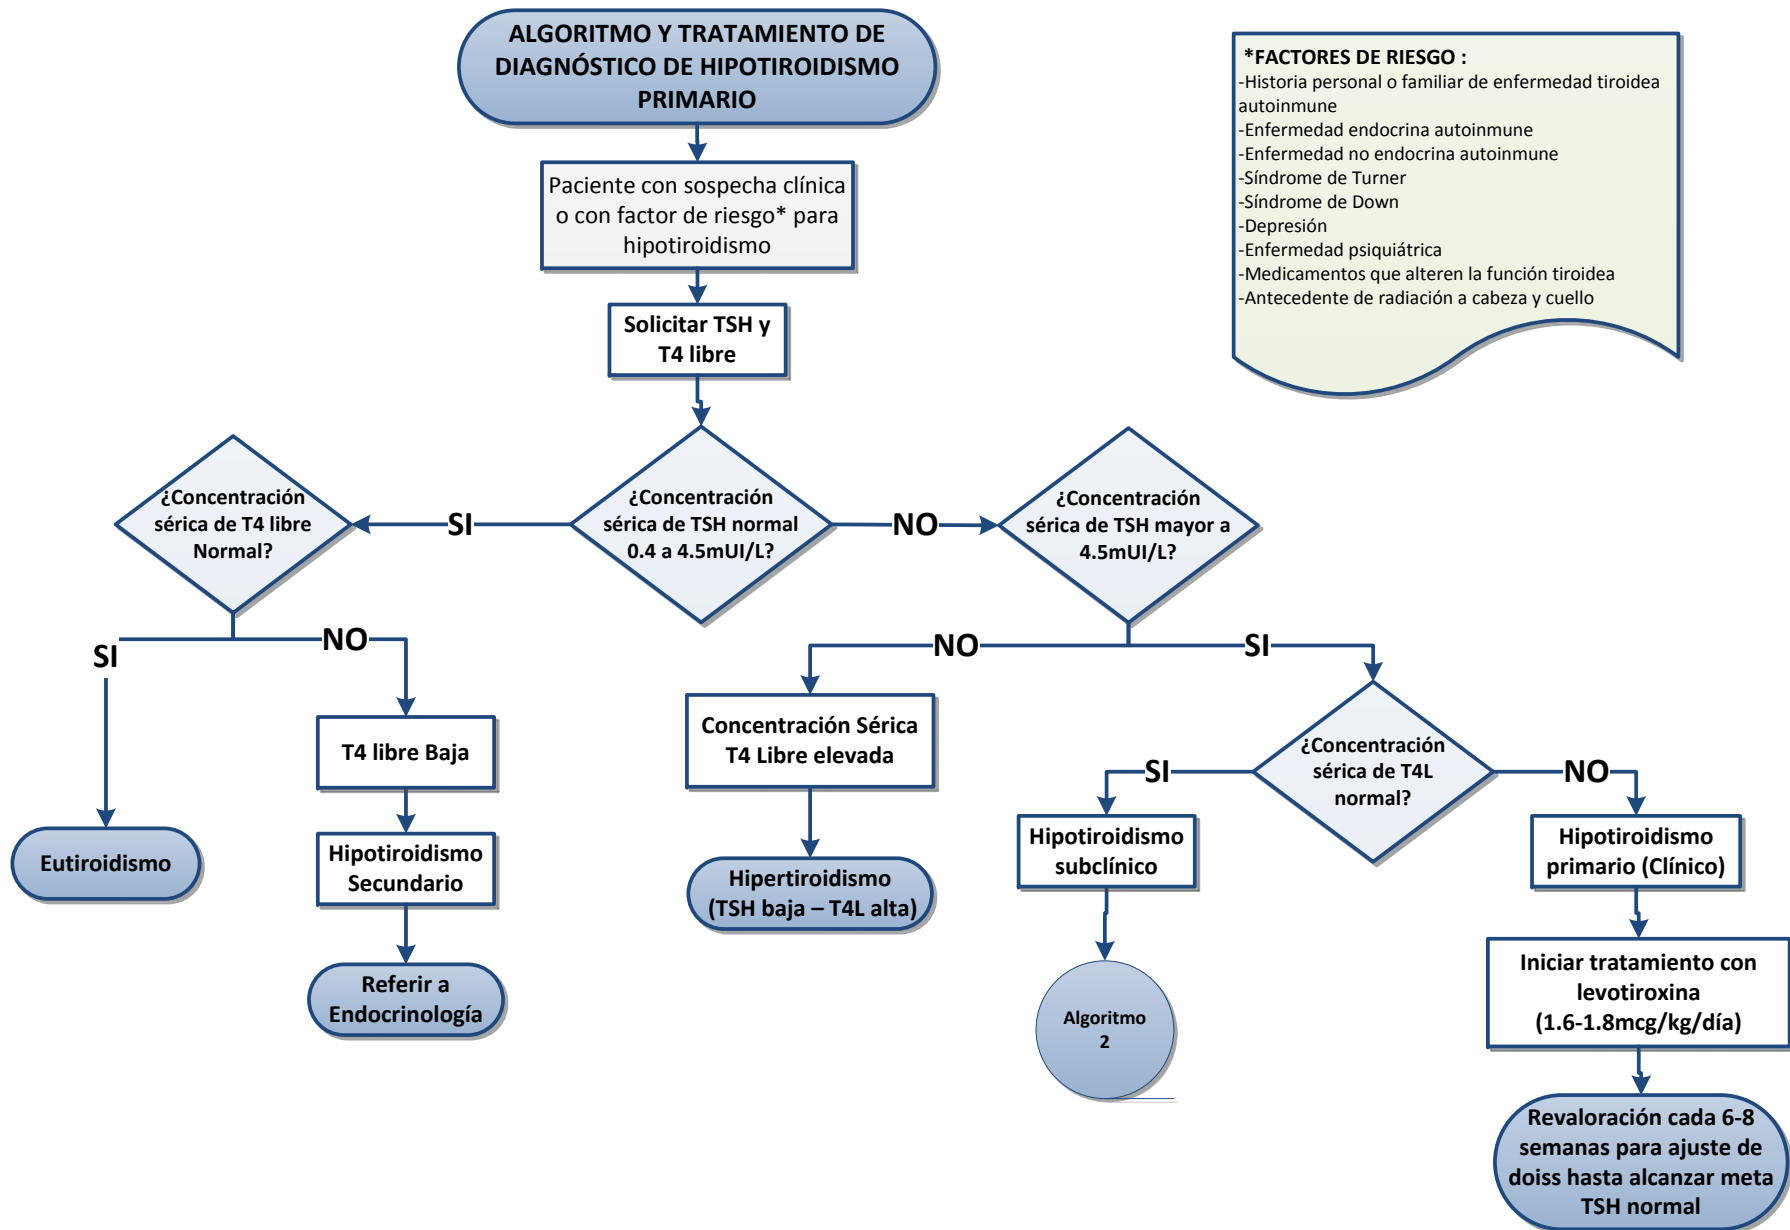 ALGORITMO Y TRATAMIENTO DE
DIAGNÓSTICO DE HIPOTIROIDISMO
PRIMARIO
*FACTORES DE RIESGO :
-Historia personal o familiar de enfermedad tiroidea
autoinmune
-Enfermedad endocrina autoinmune
-Enfermedad no endocrina autoinmune
-Síndrome de Turner
-Síndrome de Down
-Depresión
-Enfermedad psiquiátrica
-Medicamentos que alteren la función tiroidea
-Antecedente de radiación a cabeza y cuello
Paciente con sospecha clínica
o con factor de riesgo* para
hipotiroidismo
Solicitar TSH y
T4 libre
¿Concentración
sérica de T4 libre
Normal?
SI
¿Concentración
sérica de TSH normal
0.4 a 4.5mUI/L?
NO
¿Concentración
sérica de TSH mayor a
4.5mUI/L?
SI
NO
NO
SI
T4 libre Baja
Concentración Sérica
T4 Libre elevada
¿Concentración
sérica de T4L
normal?
SI
NO
Eutiroidismo
Hipotiroidismo
Secundario
Hipertiroidismo
(TSH baja – T4L alta)
Hipotiroidismo
subclínico
Hipotiroidismo
primario (Clínico)
Referir a
Endocrinología
Algoritmo
2
Iniciar tratamiento con
levotiroxina
(1.6-1.8mcg/kg/día)
Revaloración cada 6-8
semanas para ajuste de
doiss hasta alcanzar meta
TSH normal